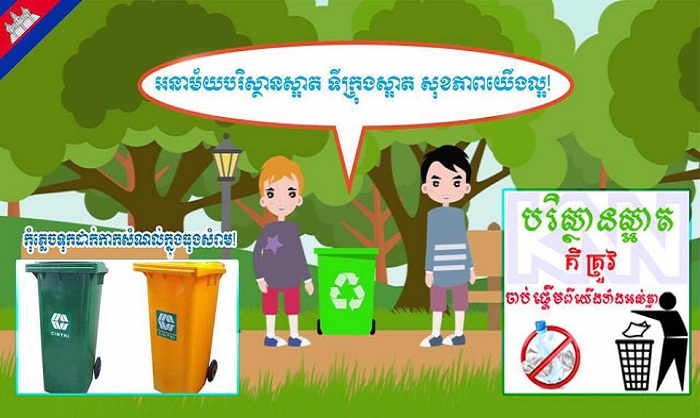 អនាម័យបរិស្ថានស្អាត ទីក្រុងស្អាត សុខភាពយើងល្អ!
កុំភ្លេចទុកដាក់កាកសំណល់ក្នុងធុងសំរាម!
CINTRI
CINTRI
បរិស្ថានស្អាត
គឺត្រូវ
ចាប់ផ្តើមពីយើងទាំងអស់គ្នា